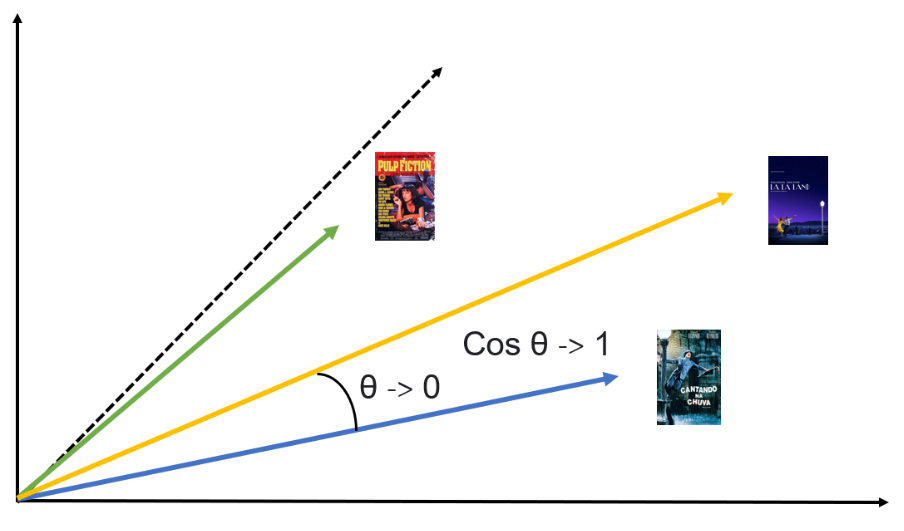 PULP FICTION
LA LA LAND
Cos θ -> 1
θ -> 0
CANTANDO
NA
CHUVA